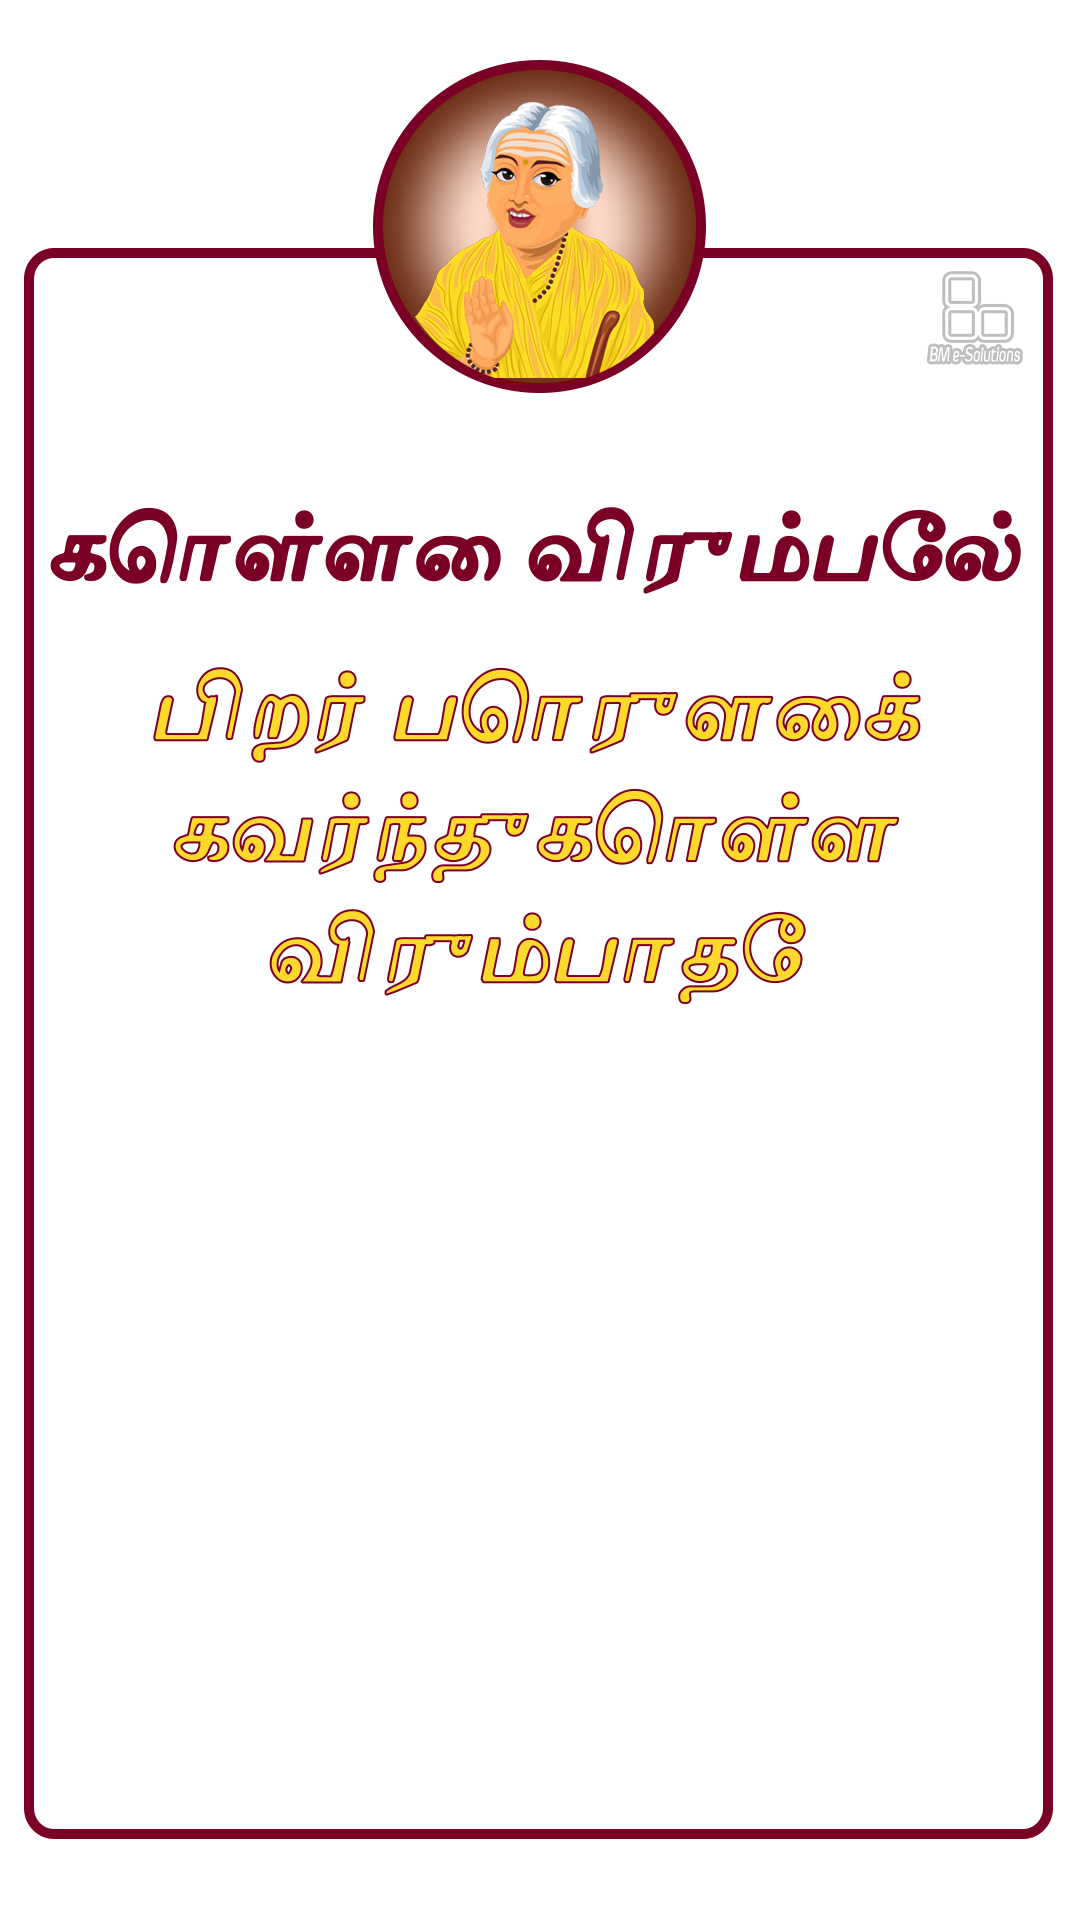 BM e-Solutions
கொள்ளை விரும்பேல்
பிறர் பொருளைக்
கவர்ந்துகொள்ள
விரும்பாதே